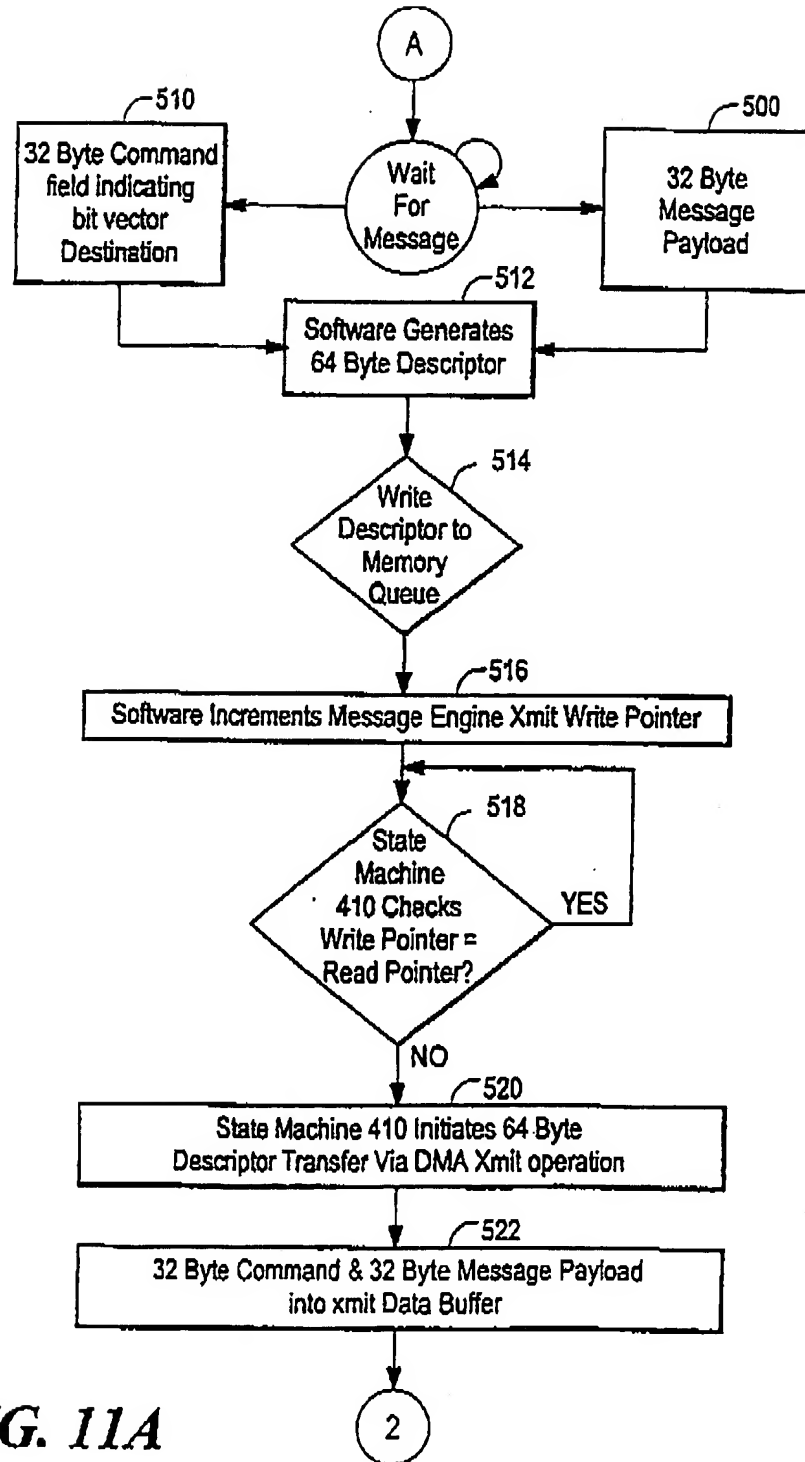 A
510
500
32 Byte Command
field indicating
bit vector
Destination
Wait
For
Message
32 Byte
Message
Payload
512
Software Generates
64 Byte Descriptor
514
Write
Descriptor to
Memory
Queue
516
Software Increments Message Engine Xmit Write Pointer
518
State
Machine
410 Checks
Write Pointer =
Read Pointer?
YES
NO
520
State Machine 410 Initiates 64 Byte
Descriptor Transfer Via DMA Xmit operation
522
32 Byte Command & 32 Byte Message Payload
into xmit Data Buffer
2
G. 11A